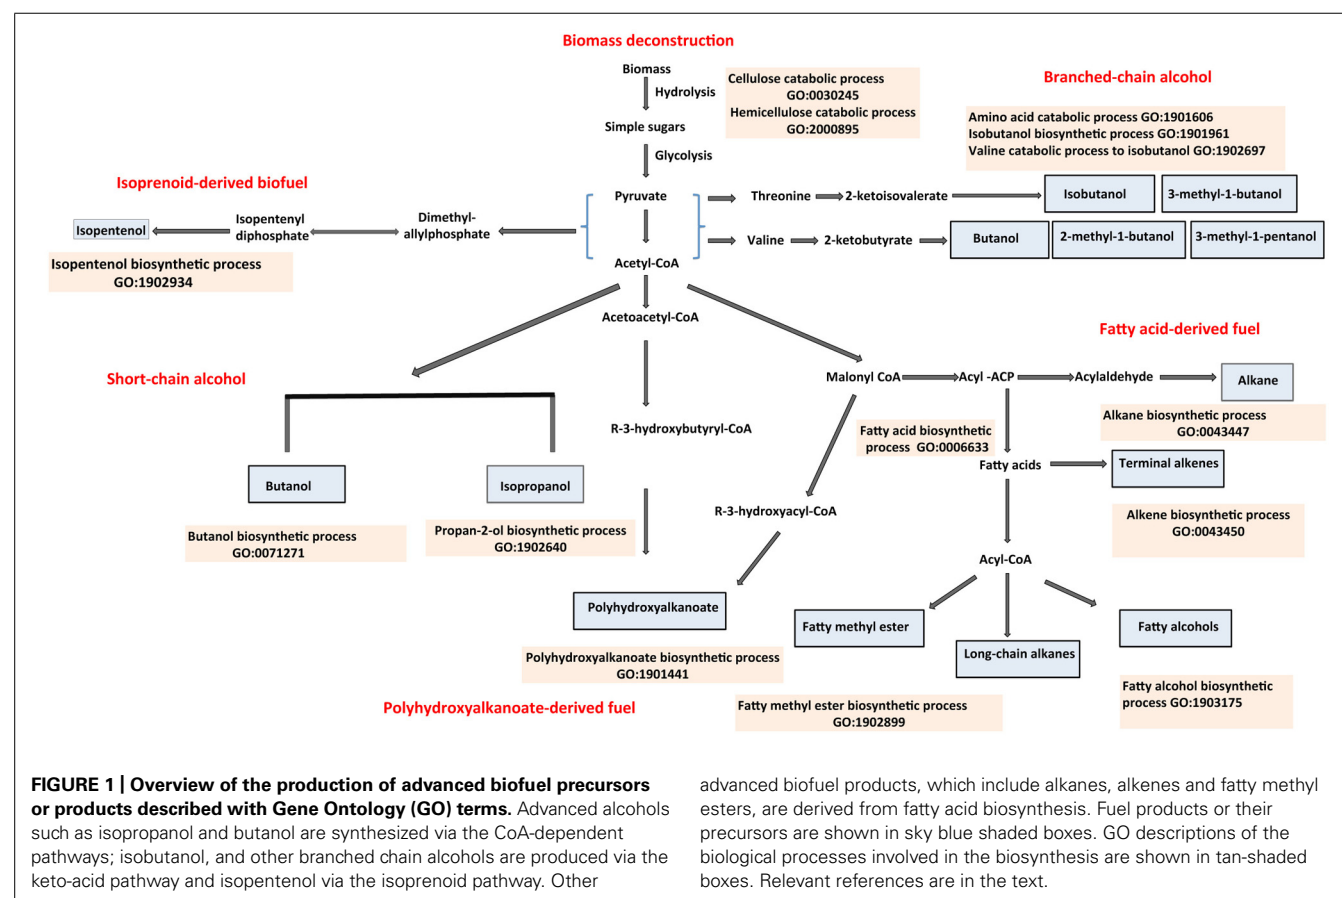 Biomass deconstruction
Biomass
Hydrolysis
Simple sugars
Glycolysis
Cellulose catabolic process
GO:0030245
Hemicellulose catabolic process
GO:2000895
Branched-chain alcohol
Amino acid catabolic process GO:1901606
Isobutanol biosynthetic process GO:1901961
Valine catabolic process to isobutanol GO:1902697
Isoprenoid-derived biofuel
Isopentenol
Isopentenyl
diphosphate
Dimethyl-
allylphosphate
Isopentenol biosynthetic process
GO:1902934
Pyruvate
Acetyl-CoA
Threonine
2-ketoisovalerate
Isobutanol
3-methyl-1-butanol
Valine
2-ketobutyrate
Butanol
2-methyl-1-butanol
3-methyl-1-pentanol
Acetoacetyl-CoA
R-3-hydroxybutyryl-CoA
Short-chain alcohol
Butanol
Isopropanol
Butanol biosynthetic process
GO:0071271
Propan-2-ol biosynthetic process
GO:1902640
Fatty acid-derived fuel
Malonyl CoA
Acyl -ACP
Acylaldehyde
Alkane
Alkane biosynthetic process
GO:0043447
Fatty acid biosynthetic
process GO:0006633
Fatty acids
Terminal alkenes
Alkene biosynthetic process
GO:0043450
R-3-hydroxyacyl-CoA
Acyl-CoA
Polyhydroxyalkanoate
Polyhydroxyalkanoate biosynthetic process
GO:1901441
Polyhydroxyalkanoate-derived fuel
Fatty methyl ester
Long-chain alkanes
Fatty alcohols
Fatty methyl ester biosynthetic process
GO:1902899
Fatty alcohol biosynthetic
process GO:1903175
FIGURE 1 | Overview of the production of advanced biofuel precursors
or products described with Gene Ontology (GO) terms. Advanced alcohols
such as isopropanol and butanol are synthesized via the CoA-dependent
pathways; isobutanol, and other branched chain alcohols are produced via the
keto-acid pathway and isopentenol via the isoprenoid pathway. Other
advanced biofuel products, which include alkanes, alkenes and fatty methyl
esters, are derived from fatty acid biosynthesis. Fuel products or their
precursors are shown in sky blue shaded boxes. GO descriptions of the
biological processes involved in the biosynthesis are shown in tan-shaded
boxes. Relevant references are in the text.